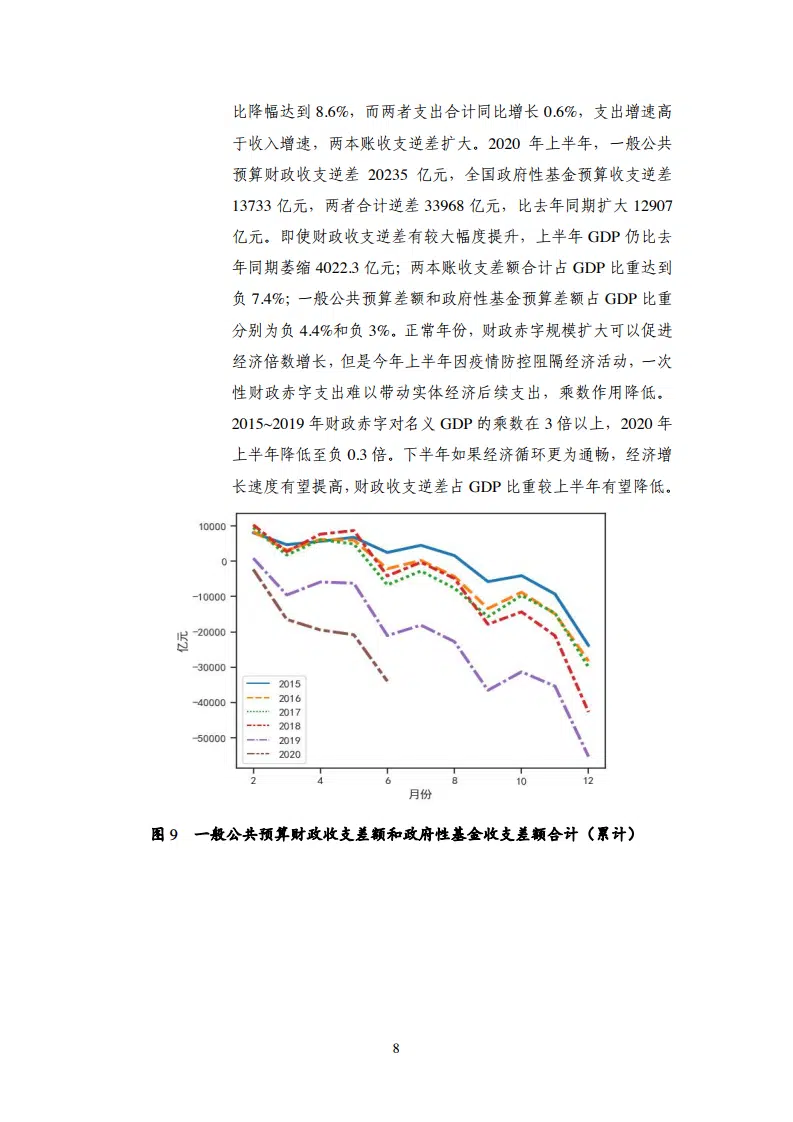 比降幅达到 8.6%，而两者支出合计同比增长 0.6%，支出增速高
于收入增速，两本账收支逆差扩大。2020 年上半年，一般公共
预算财政收支逆差 20235 亿元，全国政府性基金预算收支逆差
13733 亿元，两者合计逆差 33968 亿元，比去年同期扩大 12907
亿元。即使财政收支逆差有较大幅度提升，上半年 GDP 仍比去
年同期萎缩 4022.3 亿元；两本账收支差额合计占 GDP 比重达到
负 7.4%；一般公共预算差额和政府性基金预算差额占 GDP 比重
分别为负 4.4%和负 3%。正常年份，财政赤字规模扩大可以促进
经济倍数增长，但是今年上半年因疫情防控阻隔经济活动，一次
性财政赤字支出难以带动实体经济后续支出，乘数作用降低。
2015~2019 年财政赤字对名义 GDP 的乘数在 3 倍以上，2020 年
上半年降低至负 0.3 倍。下半年如果经济循环更为通畅，经济增
长速度有望提高，财政收支逆差占 GDP 比重较上半年有望降低。
10000
0
−10000
−20000
−30000
−40000
−50000
亿元
2015
2016
2017
2018
2019
2020
2 4 6 8 10 12
月份
图 9 一般公共预算财政收支差额和政府性基金收支差额合计（累计）
8